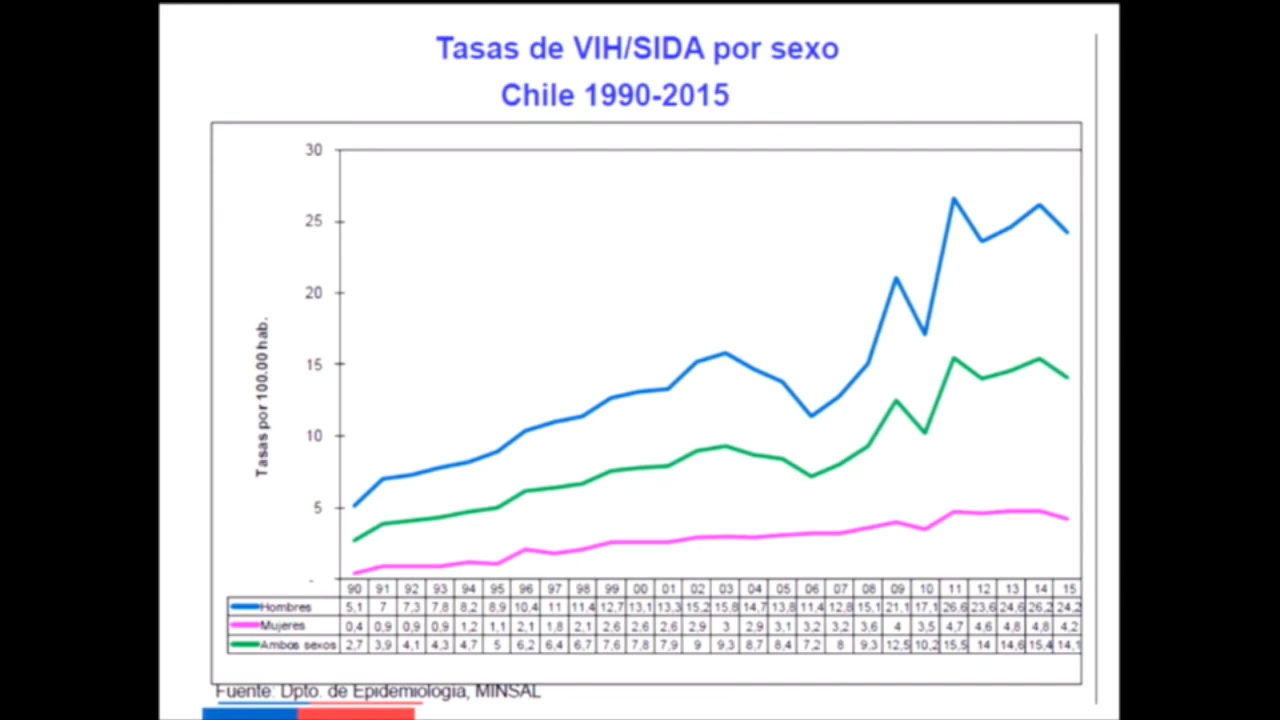 Tasas de VIH/SIDA por sexo
Chile 1990-2015
30
25
20
15
10
5
-
Tasas por 100.00 hab.
90 91 92 93 94 95 96 97 98 99 00 01 02 03 04 05 06 07 08 09 10 11 12 13 14 15
Hombres 5,1 7 7,3 7,8 8,2 8,9 10,4 11 11,4 12,7 13,1 13,3 15,2 15,8 14,7 13,8 11,4 12,8 15,1 21,1 17,1 26,6 23,6 24,6 26,2 24,2
Mujeres 0,4 0,9 0,9 0,9 1,2 1,1 2,1 1,8 2,1 2,6 2,6 2,6 2,9 3 2,9 3,1 3,2 3,2 3,6 4 3,5 4,7 4,6 4,8 4,8 4,2
Ambos sexos 2,7 3,9 4,1 4,3 4,7 5 6,2 6,4 6,7 7,6 7,8 7,9 9 9,3 8,7 8,4 7,2 8 9,3 12,5 10,2 15,5 14 14,6 15,4 14,1
Fuente: Dpto. de Epidemiología, MINSAL